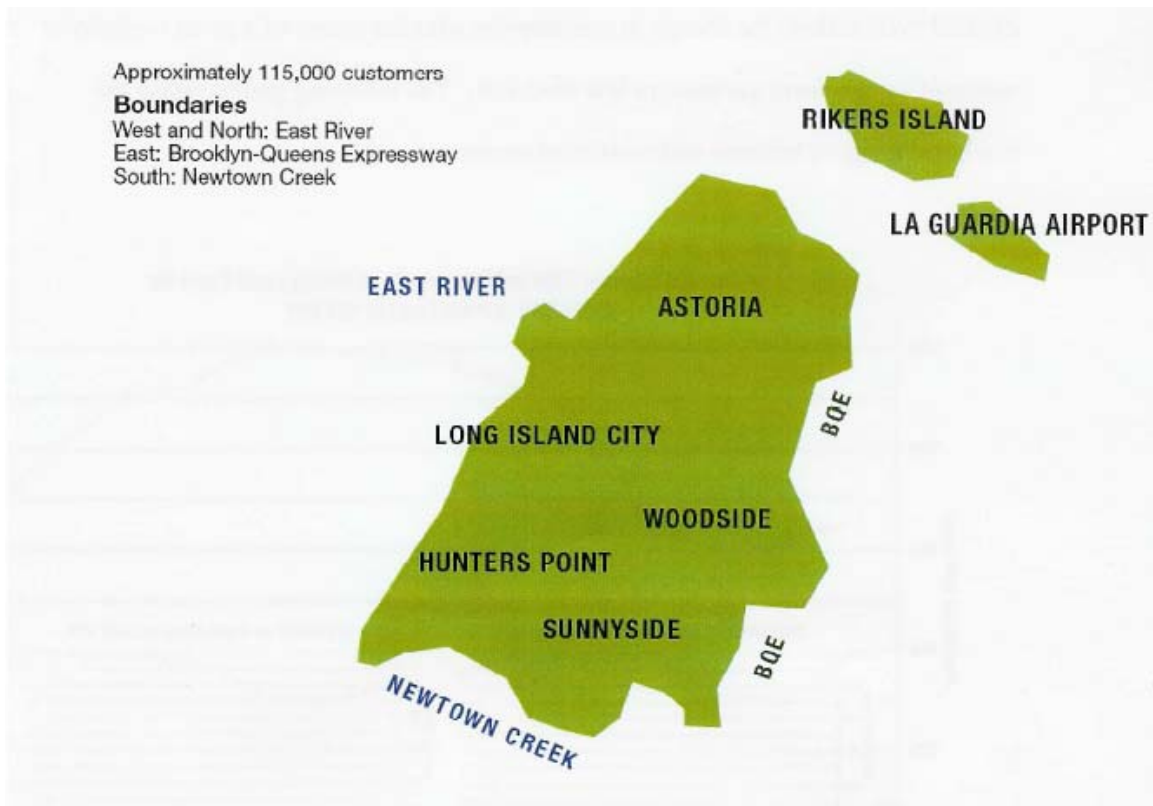 Approximately 115,000 customers
Boundaries
West and North: East River
East: Brooklyn-Queens Expressway
South: Newtown Creek
RIKERS ISLAND
LA GUARDIA AIRPORT
EAST RIVER
ASTORIA
BQE
LONG ISLAND CITY
WOODSIDE
HUNTERS POINT
SUNNYSIDE
BQE
NEWTOWN CREEK